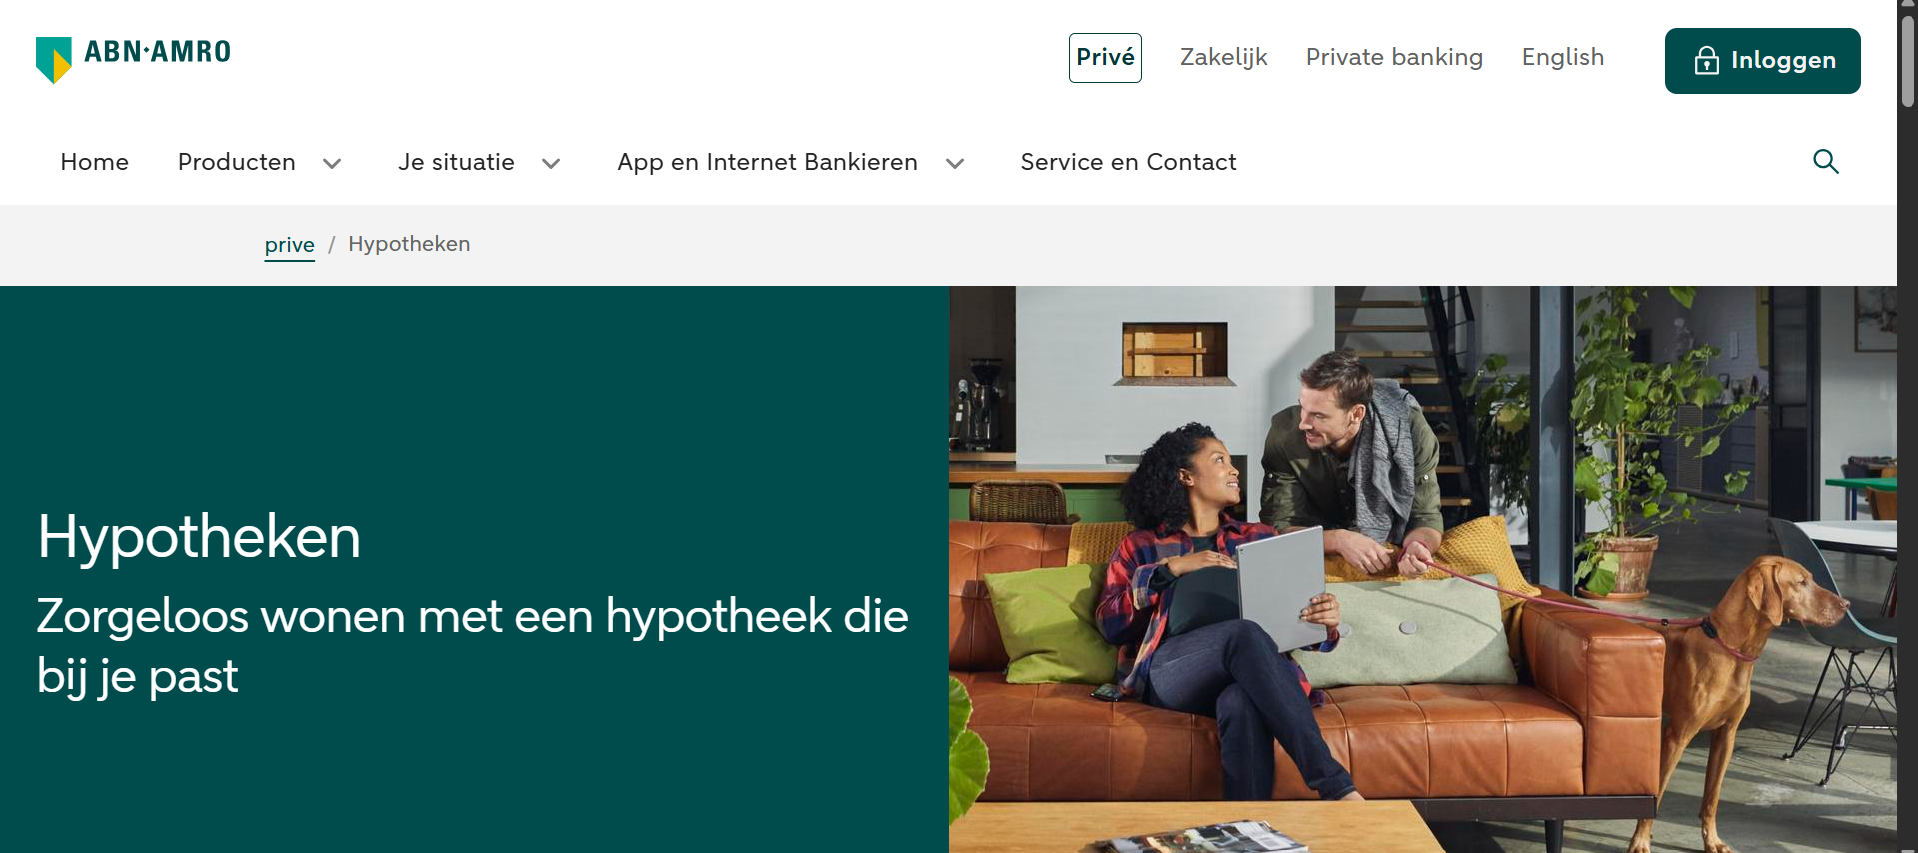 ABN·AMRO
Privé
Zakelijk
Private banking
English
Inloggen
Home
Producten
Je situatie
App en Internet Bankieren
Service en Contact
prive / Hypotheken
Hypotheken
Zorgeloos wonen met een hypotheek die
bij je past